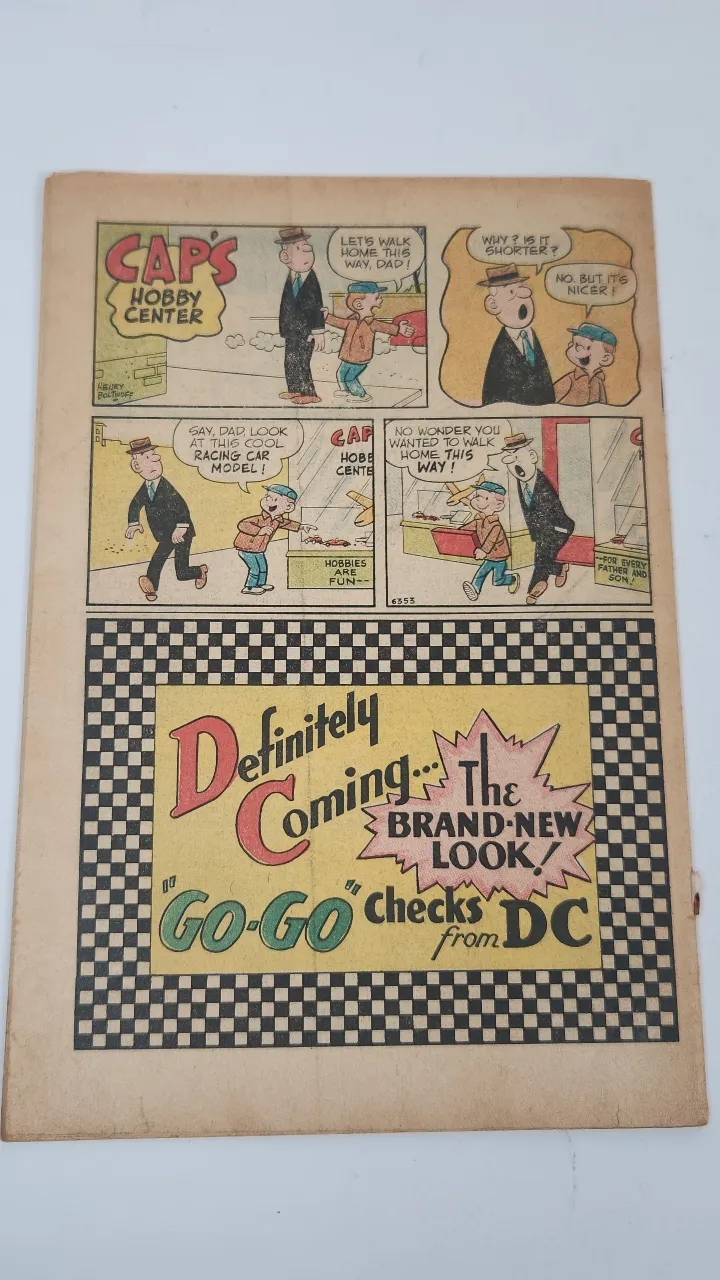 CAP'S
HOBBY
CENTER
HENRY
BOLTINOFF
LET'S WALK
HOME THIS
WAY, DAD!
WHY? IS IT
SHORTER?
NO. BUT IT'S
NICER!
SAY, DAD, LOOK
AT THIS COOL
RACING CAR
MODEL!
CAP
HOBB
CENTE
HOBBIES
ARE
FUN--
NO WONDER YOU
WANTED TO WALK
HOME THIS
WAY!
C
H
--FOR EVERY
FATHER AND
SON!
6353
Definitely
Coming...
The
BRAND-NEW
LOOK!
"GO-GO" Checks
from DC